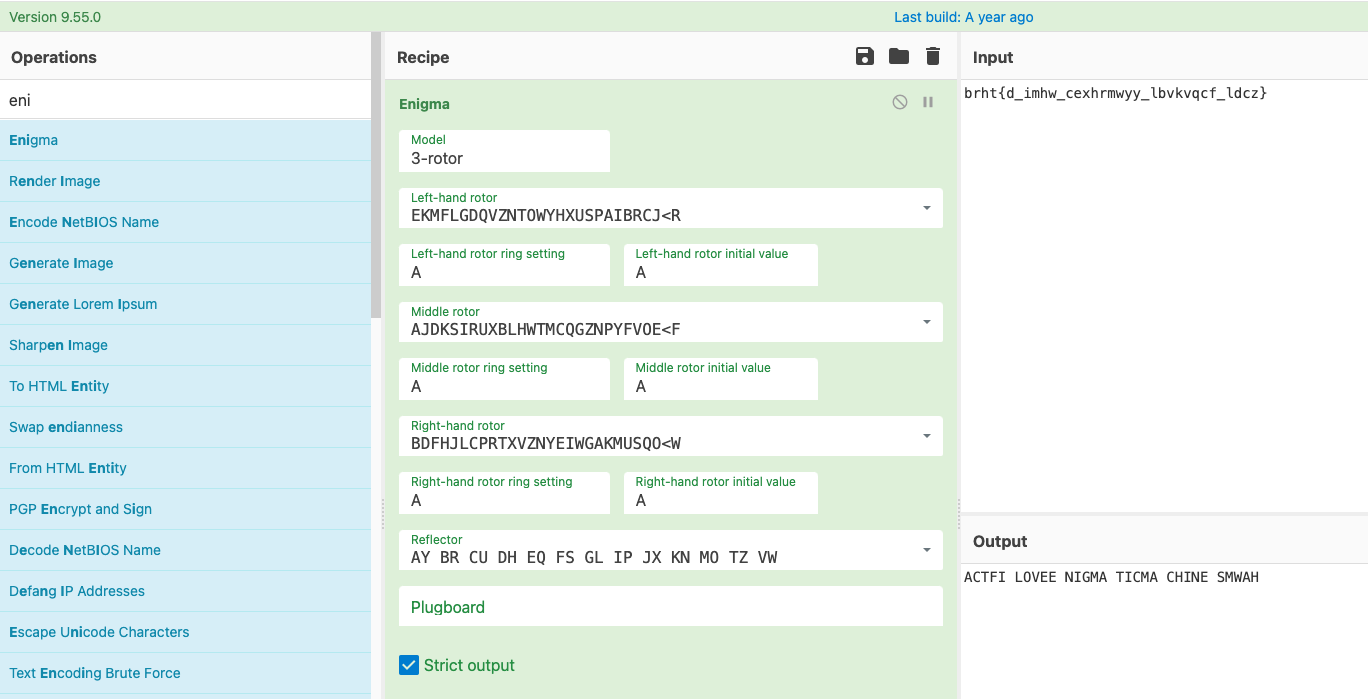 Version 9.55.0
Last build: A year ago
Operations
eni
Enigma
Render Image
Encode NetBIOS Name
Generate Image
Generate Lorem Ipsum
Sharpen Image
To HTML Entity
Swap endianness
From HTML Entity
PGP Encrypt and Sign
Decode NetBIOS Name
Defang IP Addresses
Escape Unicode Characters
Text Encoding Brute Force
Recipe
Enigma
Model
3-rotor
Left-hand rotor
EKMFLGDQVZNTOWYHXUSPAIBRCJ<R
Left-hand rotor ring setting
A
Left-hand rotor initial value
A
Middle rotor
AJDKSIRUXBLHWTMCQGZNPYFVOE<F
Middle rotor ring setting
A
Middle rotor initial value
A
Right-hand rotor
BDFHJLCPRTXVZNYEIWGAKMUSQO<W
Right-hand rotor ring setting
A
Right-hand rotor initial value
A
Reflector
AY BR CU DH EQ FS GL IP JX KN MO TZ VW
Plugboard
Strict output
Input
brht{d_imhw_cexhrmwyy_lbvkvqcf_ldcz}
Output
ACTFI LOVEE NIGMA TICMA CHINE SMWAH